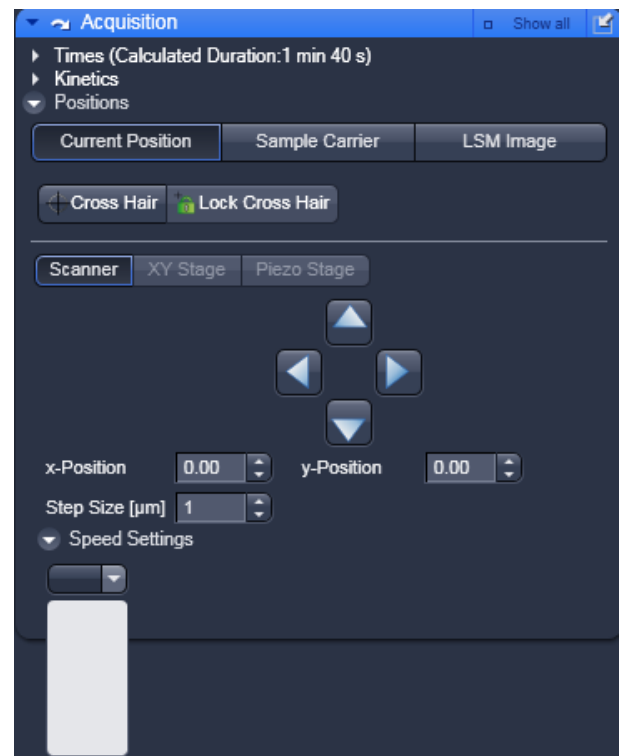 Acquisition Show all
Times (Calculated Duration:1 min 40 s)
Kinetics
Positions
Current Position Sample Carrier LSM Image
Cross Hair Lock Cross Hair
Scanner XY Stage Piezo Stage
x-Position 0.00 y-Position 0.00
Step Size [µm] 1
Speed Settings